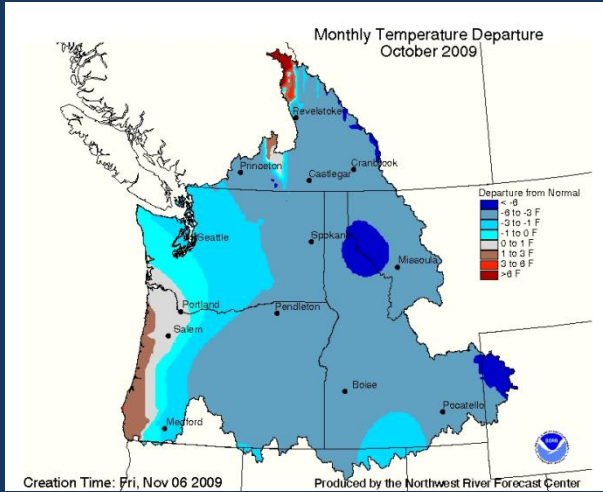 Monthly Temperature Departure
October 2009
Revelstoke
Princeton
Castlegar
Cranbrook
Departure from Normal
< -6
-6 to -3 F
-3 to -1 F
-1 to 0 F
0 to 1 F
1 to 3 F
3 to 6 F
>6 F
Seattle
Spokane
Missoula
Portland
Pendleton
Salem
Boise
Pocatello
Medford
Creation Time: Fri, Nov 06 2009
Produced by the Northwest River Forecast Center